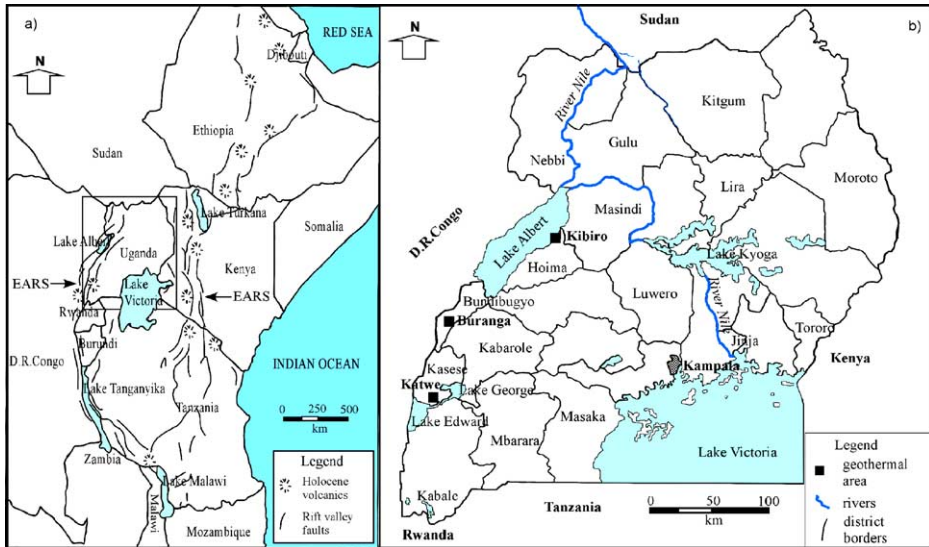 a)
N
RED SEA
Djibouti
Ethiopia
Sudan
Lake Turkana
Somalia
Lake Albert
Uganda
EARS
Lake
Victoria
Kenya
EARS
Rwanda
Burundi
D.R.Congo
INDIAN OCEAN
Lake Tanganyika
Tanzania
0 250 500
km
Zambia
Lake Malawi
Malawi
Mozambique
Legend
Holocene
volcanics
Rift valley
faults
b)
N
Sudan
River Nile
Kitgum
Gulu
Nebbi
Moroto
Lira
Masindi
D.R.Congo
Lake Albert
Kibiro
Lake Kyoga
Hoima
Bundibugyo
Luwero
River Nile
Buranga
Tororo
Kabarole
Jinja
Kasese
Kampala
Kenya
Katwe
Lake George
Lake Edward
Masaka
Mbarara
Lake Victoria
Kabale
Tanzania
0 50 100
km
Rwanda
Legend
geothermal
area
rivers
district
borders